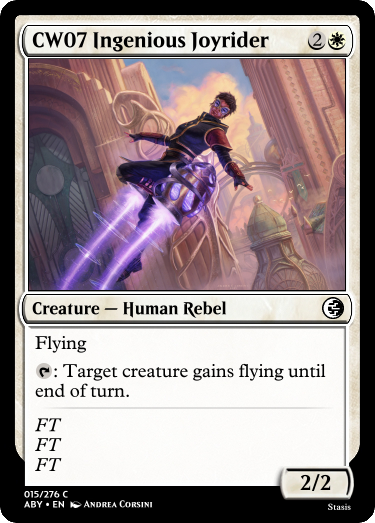 CW07 Ingenious Joyrider 2
Creature — Human Rebel
Flying
: Target creature gains flying until
end of turn.
FT
FT
FT
2/2
015/276 C
ABY • EN Andrea Corsini
Stasis